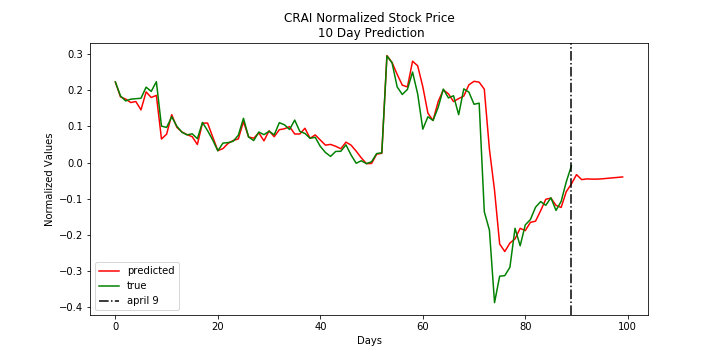 CRAI Normalized Stock Price
10 Day Prediction
0.3
0.2
0.1
0.0
−0.1
−0.2
−0.3
−0.4
Normalized Values
predicted
true
april 9
0 20 40 60 80 100
Days